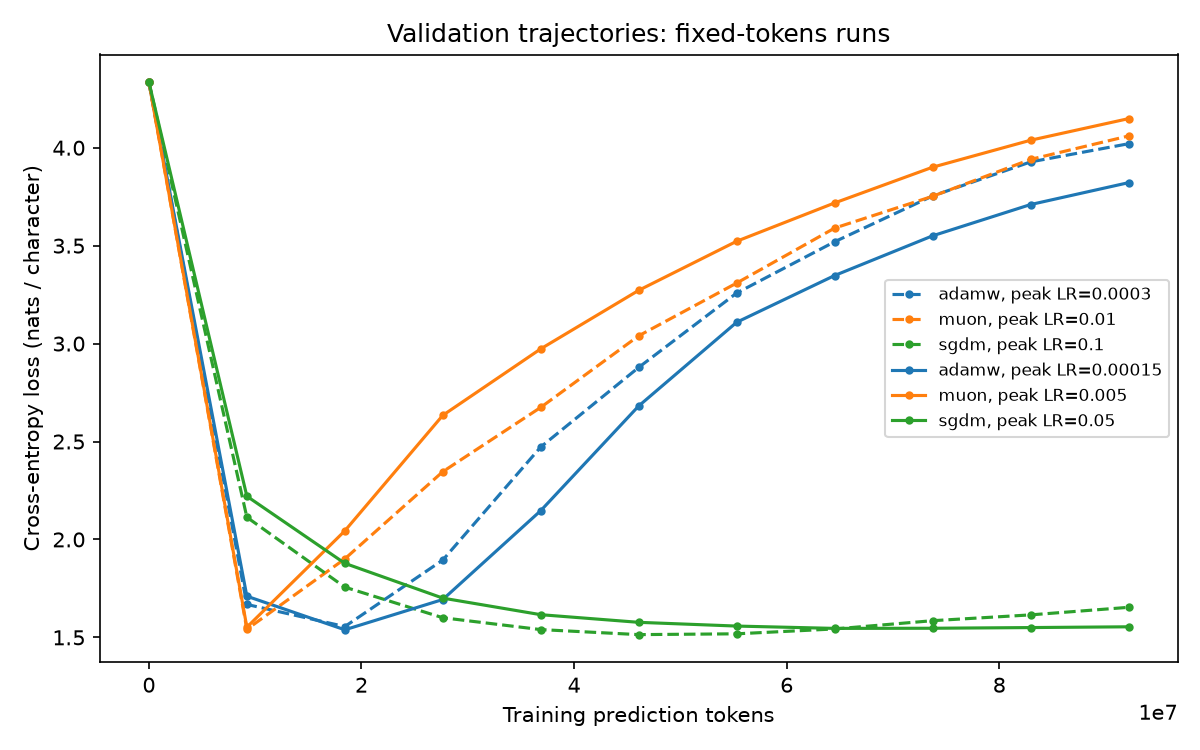 Validation trajectories: fixed-tokens runs
Cross-entropy loss (nats / character)
4.0
3.5
3.0
2.5
2.0
1.5
adamw, peak LR=0.0003
muon, peak LR=0.01
sgdm, peak LR=0.1
adamw, peak LR=0.00015
muon, peak LR=0.005
sgdm, peak LR=0.05
0 2 4 6 8
1e7
Training prediction tokens